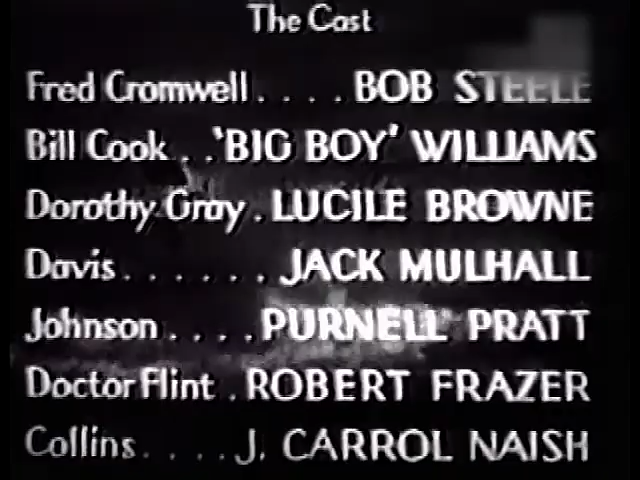 The Cast
Fred Cromwell . . . . BOB STEELE
Bill Cook . . 'BIG BOY' WILLIAMS
Dorothy Gray . LUCILE BROWNE
Davis . . . . . . . JACK MULHALL
Johnson . . . . PURNELL PRATT
Doctor Flint . ROBERT FRAZER
Collins . . . . J. CARROL NAISH